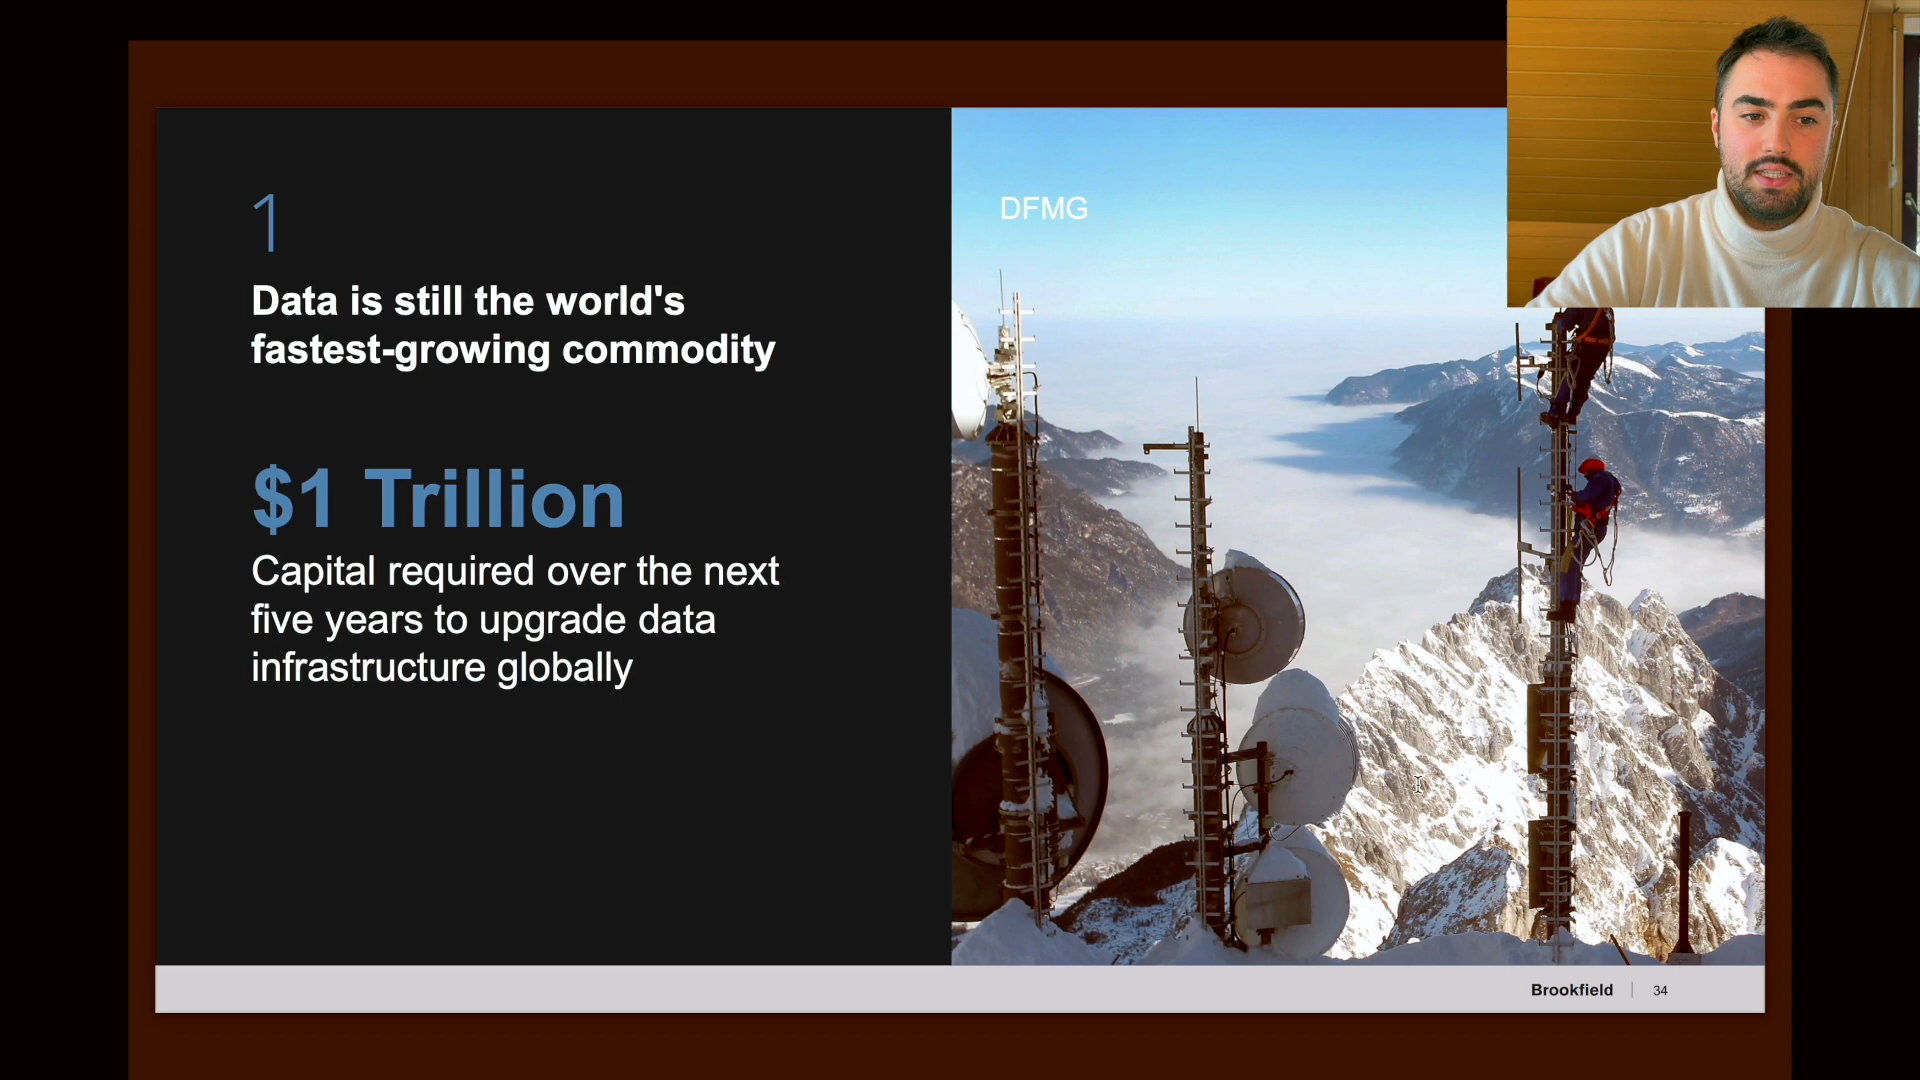 1
Data is still the world's
fastest-growing commodity
$1 Trillion
Capital required over the next
five years to upgrade data
infrastructure globally
DFMG
Brookfield | 34